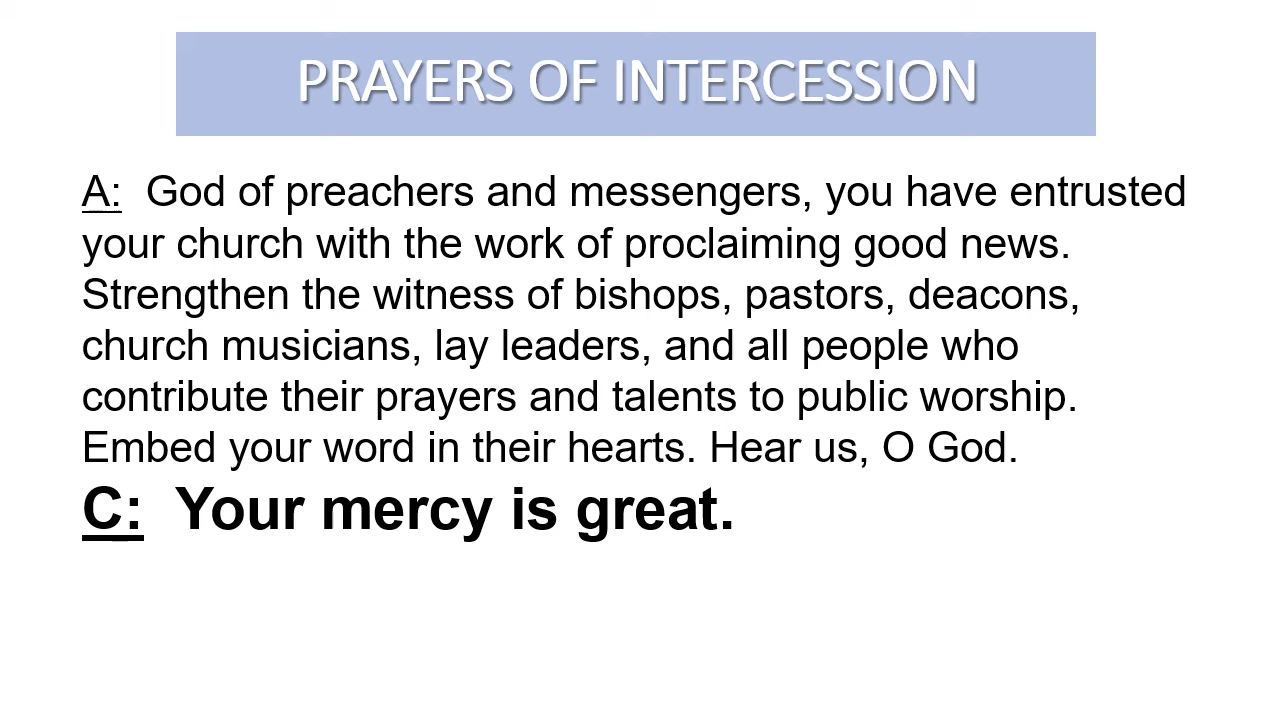 PRAYERS OF INTERCESSION
A: God of preachers and messengers, you have entrusted
your church with the work of proclaiming good news.
Strengthen the witness of bishops, pastors, deacons,
church musicians, lay leaders, and all people who
contribute their prayers and talents to public worship.
Embed your word in their hearts. Hear us, O God.
C: Your mercy is great.